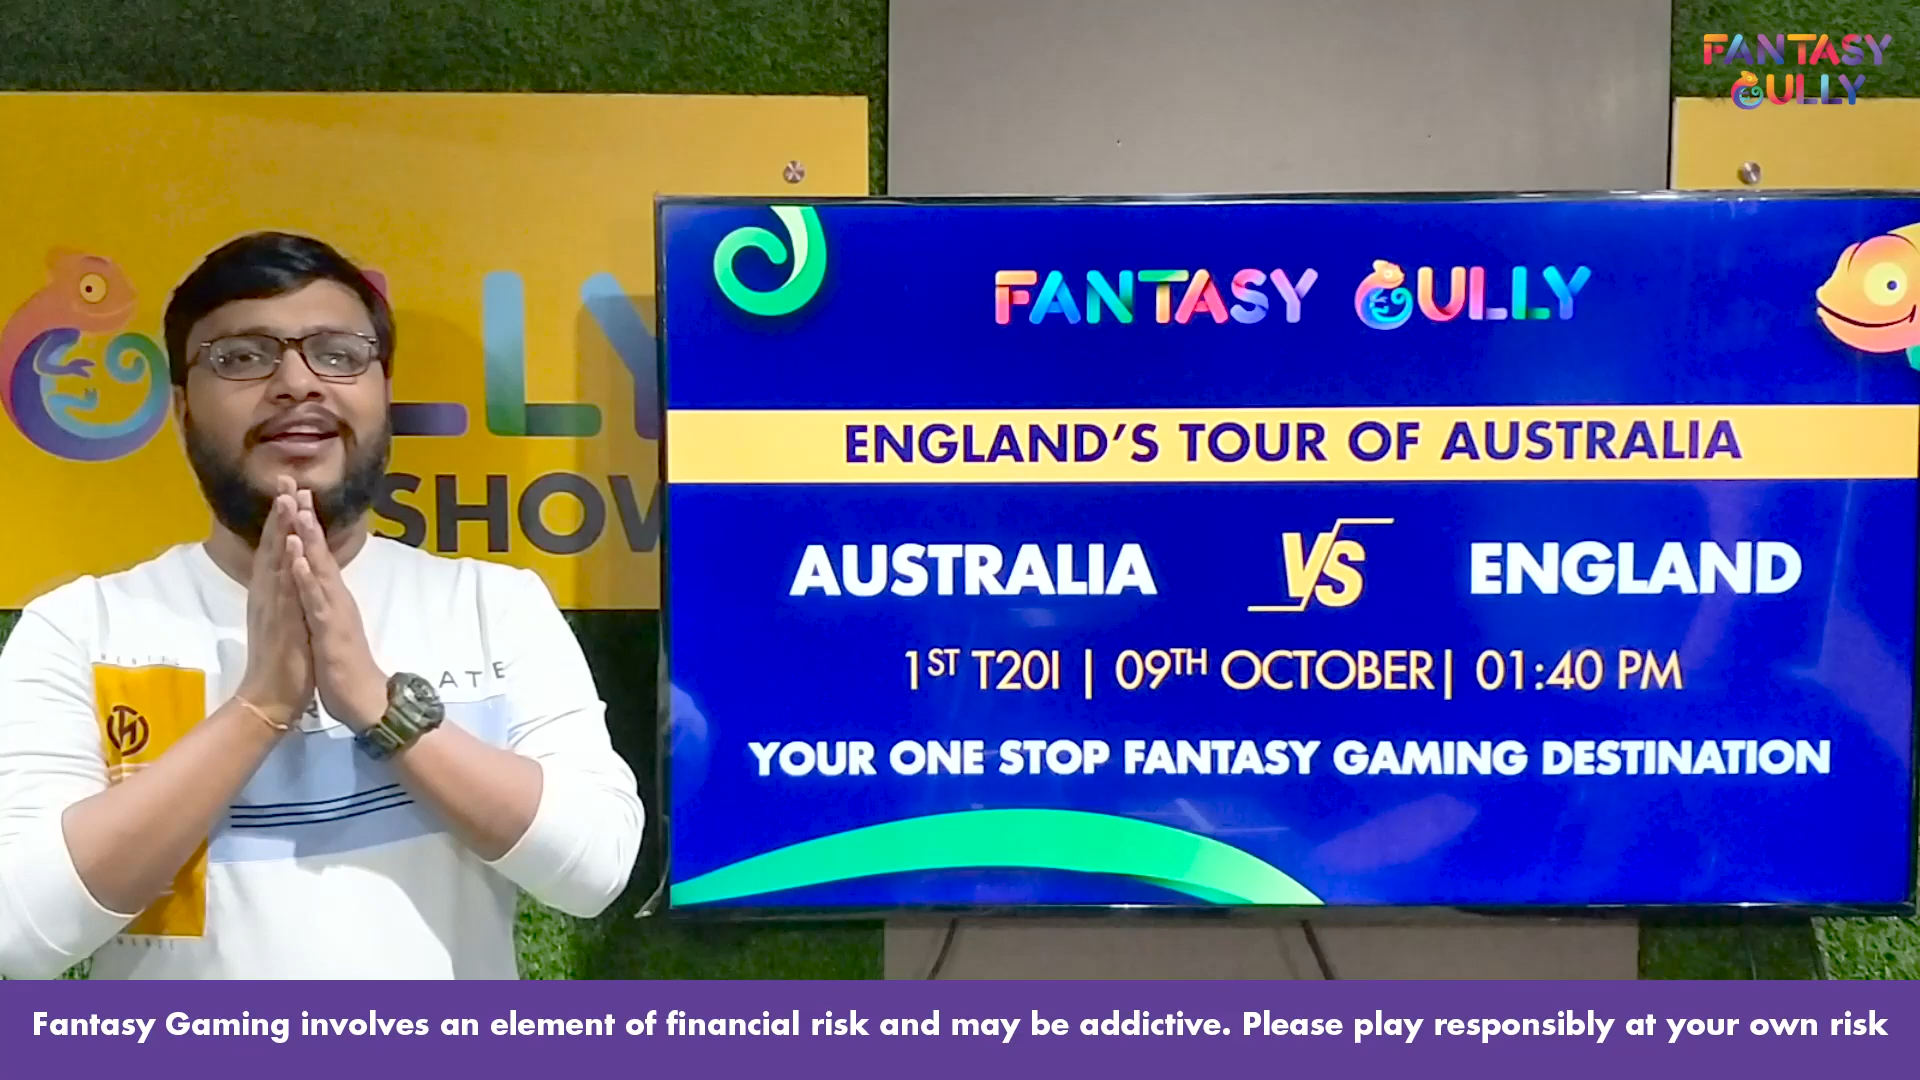 FANTASY
GULLY
LLY
SHOW
FANTASY GULLY
ENGLAND'S TOUR OF AUSTRALIA
AUSTRALIA VS ENGLAND
1ST T20I | 09TH OCTOBER | 01:40 PM
YOUR ONE STOP FANTASY GAMING DESTINATION
Fantasy Gaming involves an element of financial risk and may be addictive. Please play responsibly at your own risk